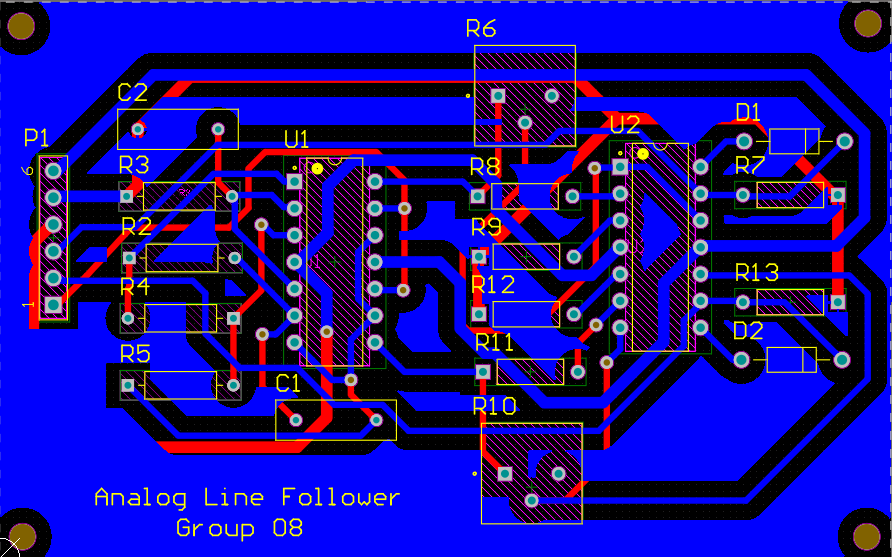 R6
C2
D1
U2
P1
U1
6
R3
R8
R7
R2
R9
R4
R12
R13
1
R11
D2
R5
C1
R10
Analog Line Follower
Group 08